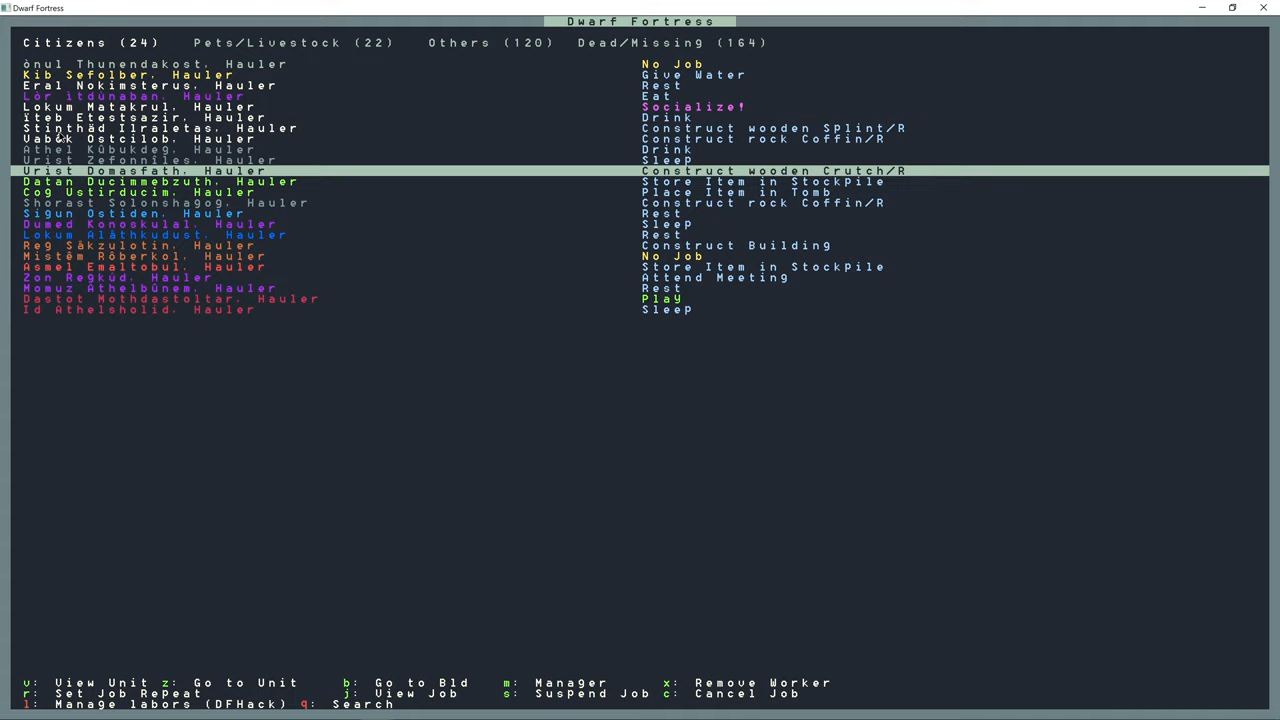 Dwarf Fortress
Dwarf Fortress
Citizens (24) Pets/Livestock (22) Others (120) Dead/Missing (164)
ònul Thunendakost, Hauler No Job
Kib Sefolber, Hauler Give Water
Eral Nokimsterus, Hauler Rest
Lòr Itdunaban, Hauler Eat
Lokum Matakrul, Hauler Socialize!
ïteb Etestsazir, Hauler Drink
Stinthäd Ilraletas, Hauler Construct wooden Splint/R
Vabôk Ostcilob, Hauler Construct rock Coffin/R
Athel Kûbukdeg, Hauler Drink
Urist Zefonnîles, Hauler Sleep
Urist Domasfath, Hauler Construct wooden Crutch/R
Datan Ducimmebzuth, Hauler Store Item in Stockpile
Cog Ustirducim, Hauler Place Item in Tomb
Shorast Solonshagog, Hauler Construct rock Coffin/R
Sigun Ostiden, Hauler Rest
Dumed Konoskulal, Hauler Sleep
Lokum Alåthkudust, Hauler Rest
Reg Såkzulotin, Hauler Construct Building
Mistêm Rôberkol, Hauler No Job
Asmel Emaltobul, Hauler Store Item in Stockpile
Zon Regkûd, Hauler Attend Meeting
Momuz Athelbûnem, Hauler Rest
Dastot Mothdastoltar, Hauler Play
Id Athelsholid, Hauler Sleep
v: View Unit z: Go to Unit b: Go to Bld m: Manager x: Remove Worker
r: Set Job Repeat j: View Job s: Suspend Job c: Cancel Job
l: Manage labors (DFHack) q: Search